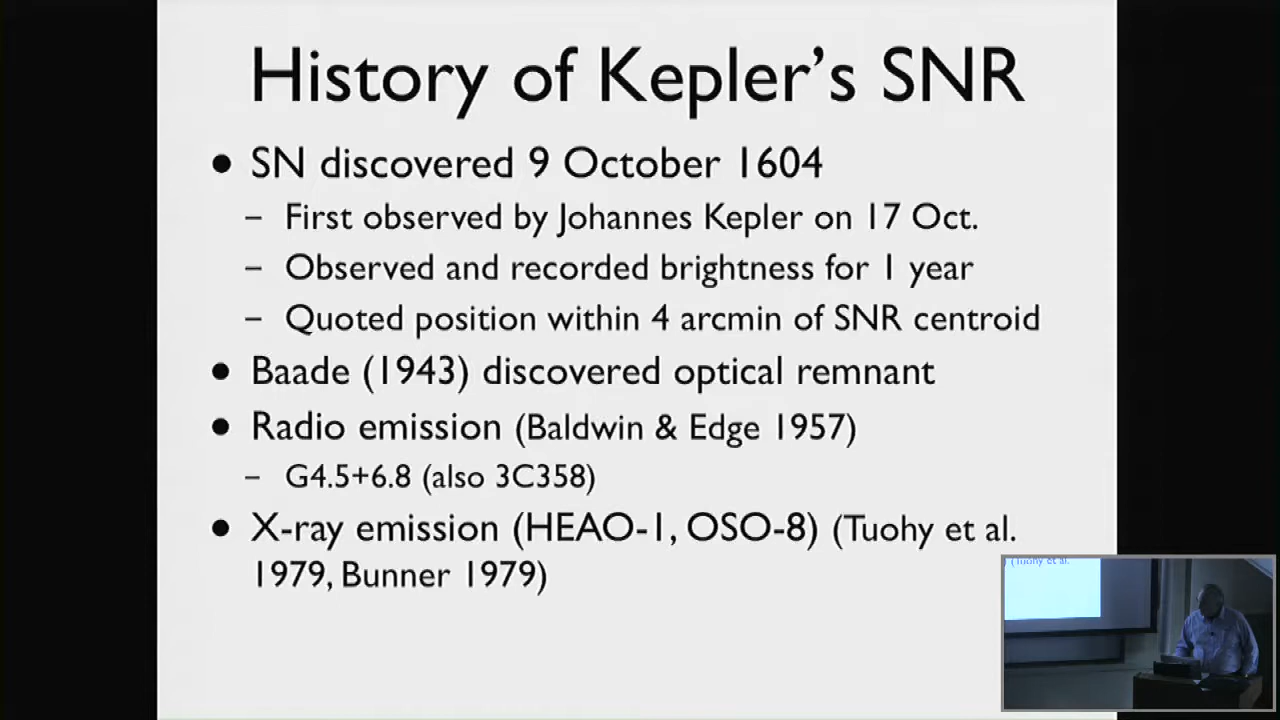 History of Kepler's SNR
● SN discovered 9 October 1604
– First observed by Johannes Kepler on 17 Oct.
– Observed and recorded brightness for 1 year
– Quoted position within 4 arcmin of SNR centroid
● Baade (1943) discovered optical remnant
● Radio emission (Baldwin & Edge 1957)
– G4.5+6.8 (also 3C358)
● X-ray emission (HEAO-1, OSO-8) (Tuohy et al.
1979, Bunner 1979)
) (Tuohy et al.